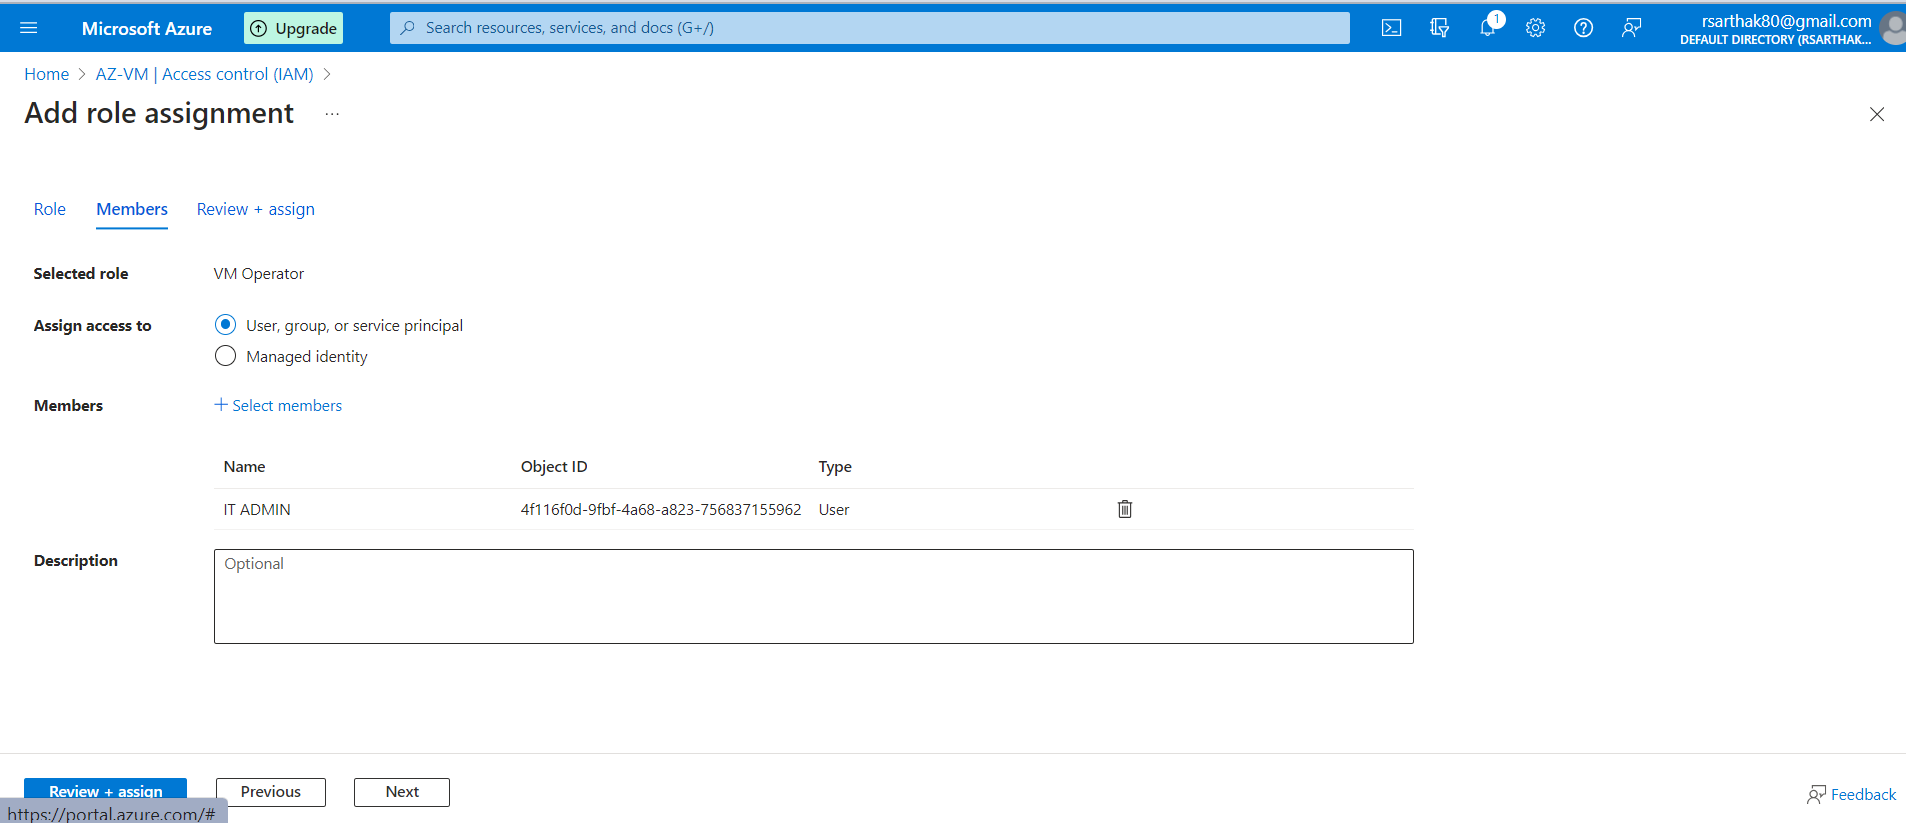 Microsoft Azure
Upgrade
Search resources, services, and docs (G+/)
1
rsarthak80@gmail.com
DEFAULT DIRECTORY (RSARTHAK...
Home > AZ-VM | Access control (IAM) >
Add role assignment ...
Role Members Review + assign
Selected role VM Operator
Assign access to User, group, or service principal
Managed identity
Members + Select members
Name Object ID Type
IT ADMIN 4f116f0d-9fbf-4a68-a823-756837155962 User
Description Optional
Review + assign Previous Next
https://portal.azure.com/#
Feedback